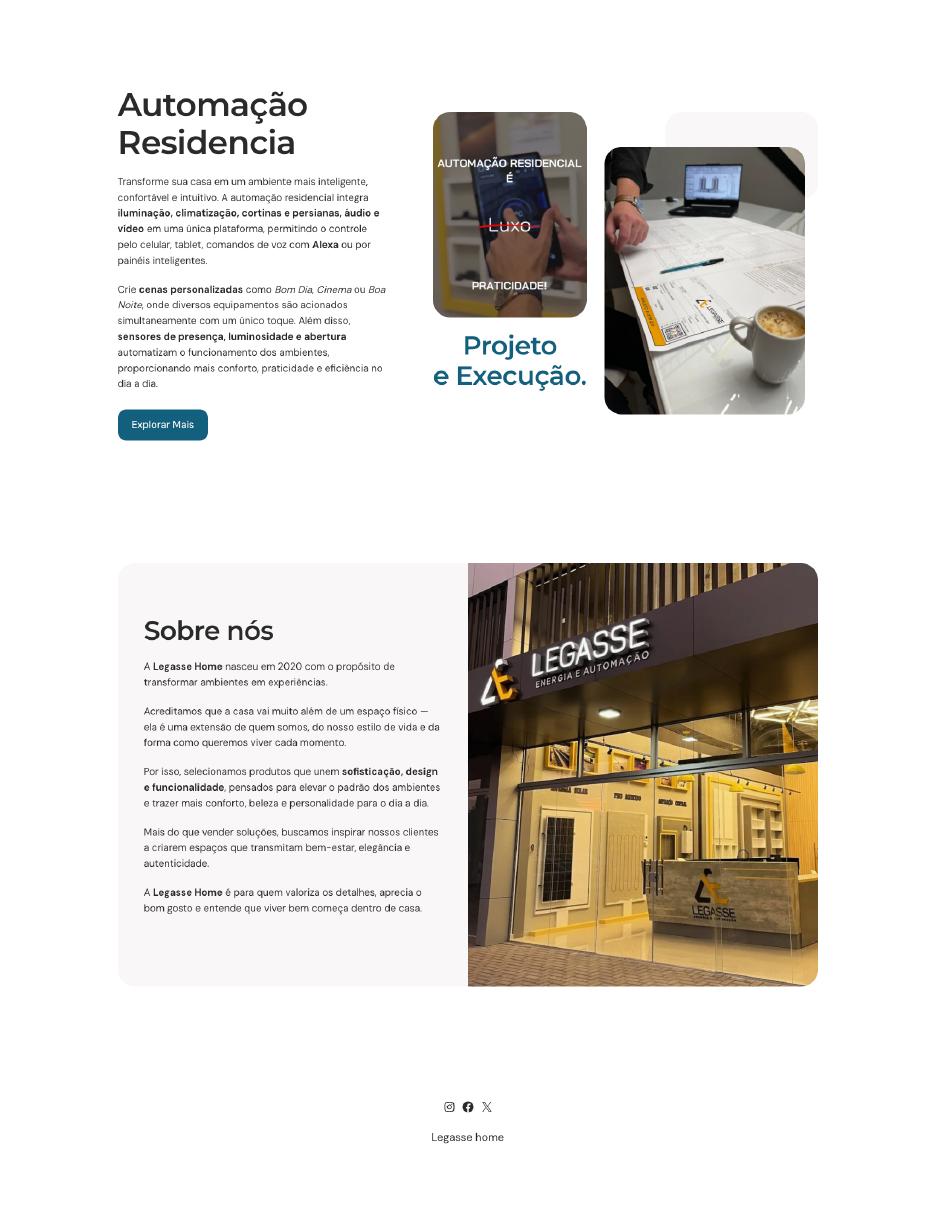 Automação
Residencia
Transforme sua casa em um ambiente mais inteligente,
confortável e intuitivo. A automação residencial integra
iluminação, climatização, cortinas e persianas, áudio e
vídeo em uma única plataforma, permitindo o controle
pelo celular, tablet, comandos de voz com Alexa ou por
painéis inteligentes.
Crie cenas personalizadas como Bom Dia, Cinema ou Boa
Noite, onde diversos equipamentos são acionados
simultaneamente com um único toque. Além disso,
sensores de presença, luminosidade e abertura
automatizam o funcionamento dos ambientes,
proporcionando mais conforto, praticidade e eficiência no
dia a dia.
Explorar Mais
AUTOMAÇÃO RESIDENCIAL
É
Luxo
PRATICIDADE!
Projeto
e Execução.
LEGASSE
Sobre nós
A Legasse Home nasceu em 2020 com o propósito de
transformar ambientes em experiências.
Acreditamos que a casa vai muito além de um espaço físico —
ela é uma extensão de quem somos, do nosso estilo de vida e da
forma como queremos viver cada momento.
Por isso, selecionamos produtos que unem sofisticação, design
e funcionalidade, pensados para elevar o padrão dos ambientes
e trazer mais conforto, beleza e personalidade para o dia a dia.
Mais do que vender soluções, buscamos inspirar nossos clientes
a criarem espaços que transmitam bem-estar, elegância e
autenticidade.
A Legasse Home é para quem valoriza os detalhes, aprecia o
bom gosto e entende que viver bem começa dentro de casa.
LEGASSE
ENERGIA E AUTOMAÇÃO
LEGASSE
Legasse home